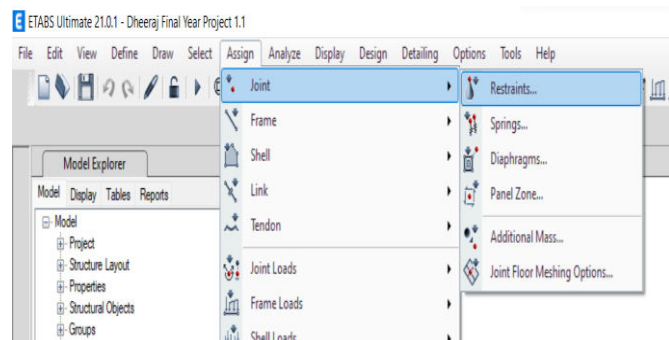 ETABS Ultimate 21.0.1 - Dheeraj Final Year Project 1.1
File Edit View Define Draw Select Assign Analyze Display Design Detailing Options Tools Help
Joint
Frame
Shell
Link
Tendon
Joint Loads
Frame Loads
Shell Loads
Restraints...
Springs...
Diaphragms...
Panel Zone...
Additional Mass...
Joint Floor Meshing Options...
Model Explorer
Model Display Tables Reports
Model
Project
Structure Layout
Properties
Structural Objects
Groups